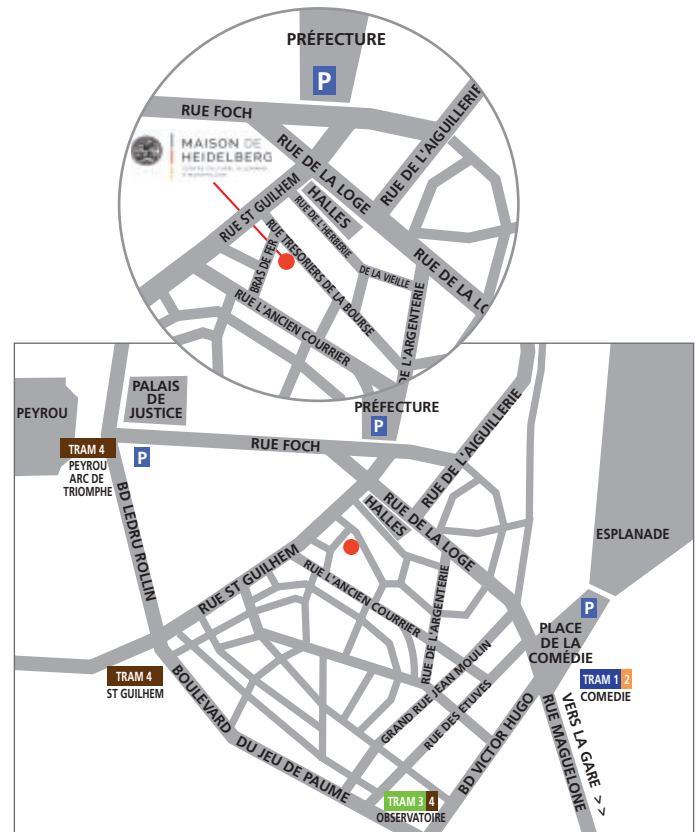 PRÉFECTURE
P
RUE FOCH
RUE DE L'AIGUILLERIE
MAISON DE
HEIDELBERG
RUE DE LA LOGE
HALLES
RUE ST GUILHEM
RUE DE L'HERBERIE
RUE TRESORIERS DE LA BOURSE
BRAS DE FER
DE LA VIEILLE
RUE DE LA LO
RUE L'ANCIEN COURRIER
DE L'ARGENTERIE
PEYROU
PALAIS
DE
JUSTICE
PRÉFECTURE
P
TRAM 4
PEYROU
ARC DE
TRIOMPHE
P
RUE FOCH
RUE DE L'AIGUILLERIE
BD LEDRU ROLLIN
HALLES
RUE DE LA LOGE
ESPLANADE
RUE ST GUILHEM
RUE L'ANCIEN COURRIER
RUE DE L'ARGENTERIE
P
PLACE
DE LA
COMÉDIE
TRAM 4
ST GUILHEM
TRAM 1 2
COMEDIE
BOULEVARD DU JEU DE PAUME
GRAND RUE JEAN MOULIN
RUE DES ETUVES
BD VICTOR HUGO
RUE MAGUELONE
VERS LA GARE > >
TRAM 3 4
OBSERVATOIRE